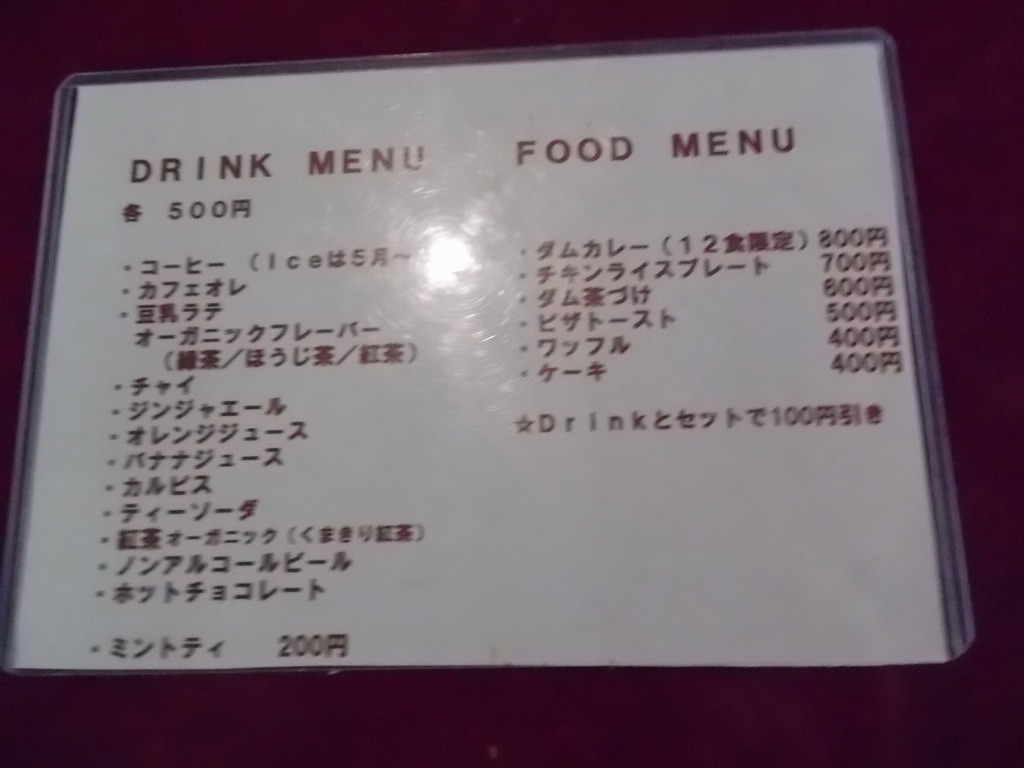 DRINK MENU
各 500円
・コーヒー (Iceは5月～
・カフェオレ
・豆乳ラテ
オーガニックフレーバー
(緑茶／ほうじ茶／紅茶)
・チャイ
・ジンジャエール
・オレンジジュース
・バナナジュース
・カルピス
・ティーソーダ
・紅茶オーガニック(くまきり紅茶)
・ノンアルコールビール
・ホットチョコレート
・ミントティ 200円
FOOD MENU
・ダムカレー(12食限定) 800円
・チキンライスプレート 700円
・ダム茶づけ 600円
・ピザトースト 500円
・ワッフル 400円
・ケーキ 400円
☆Drinkとセットで100円引き